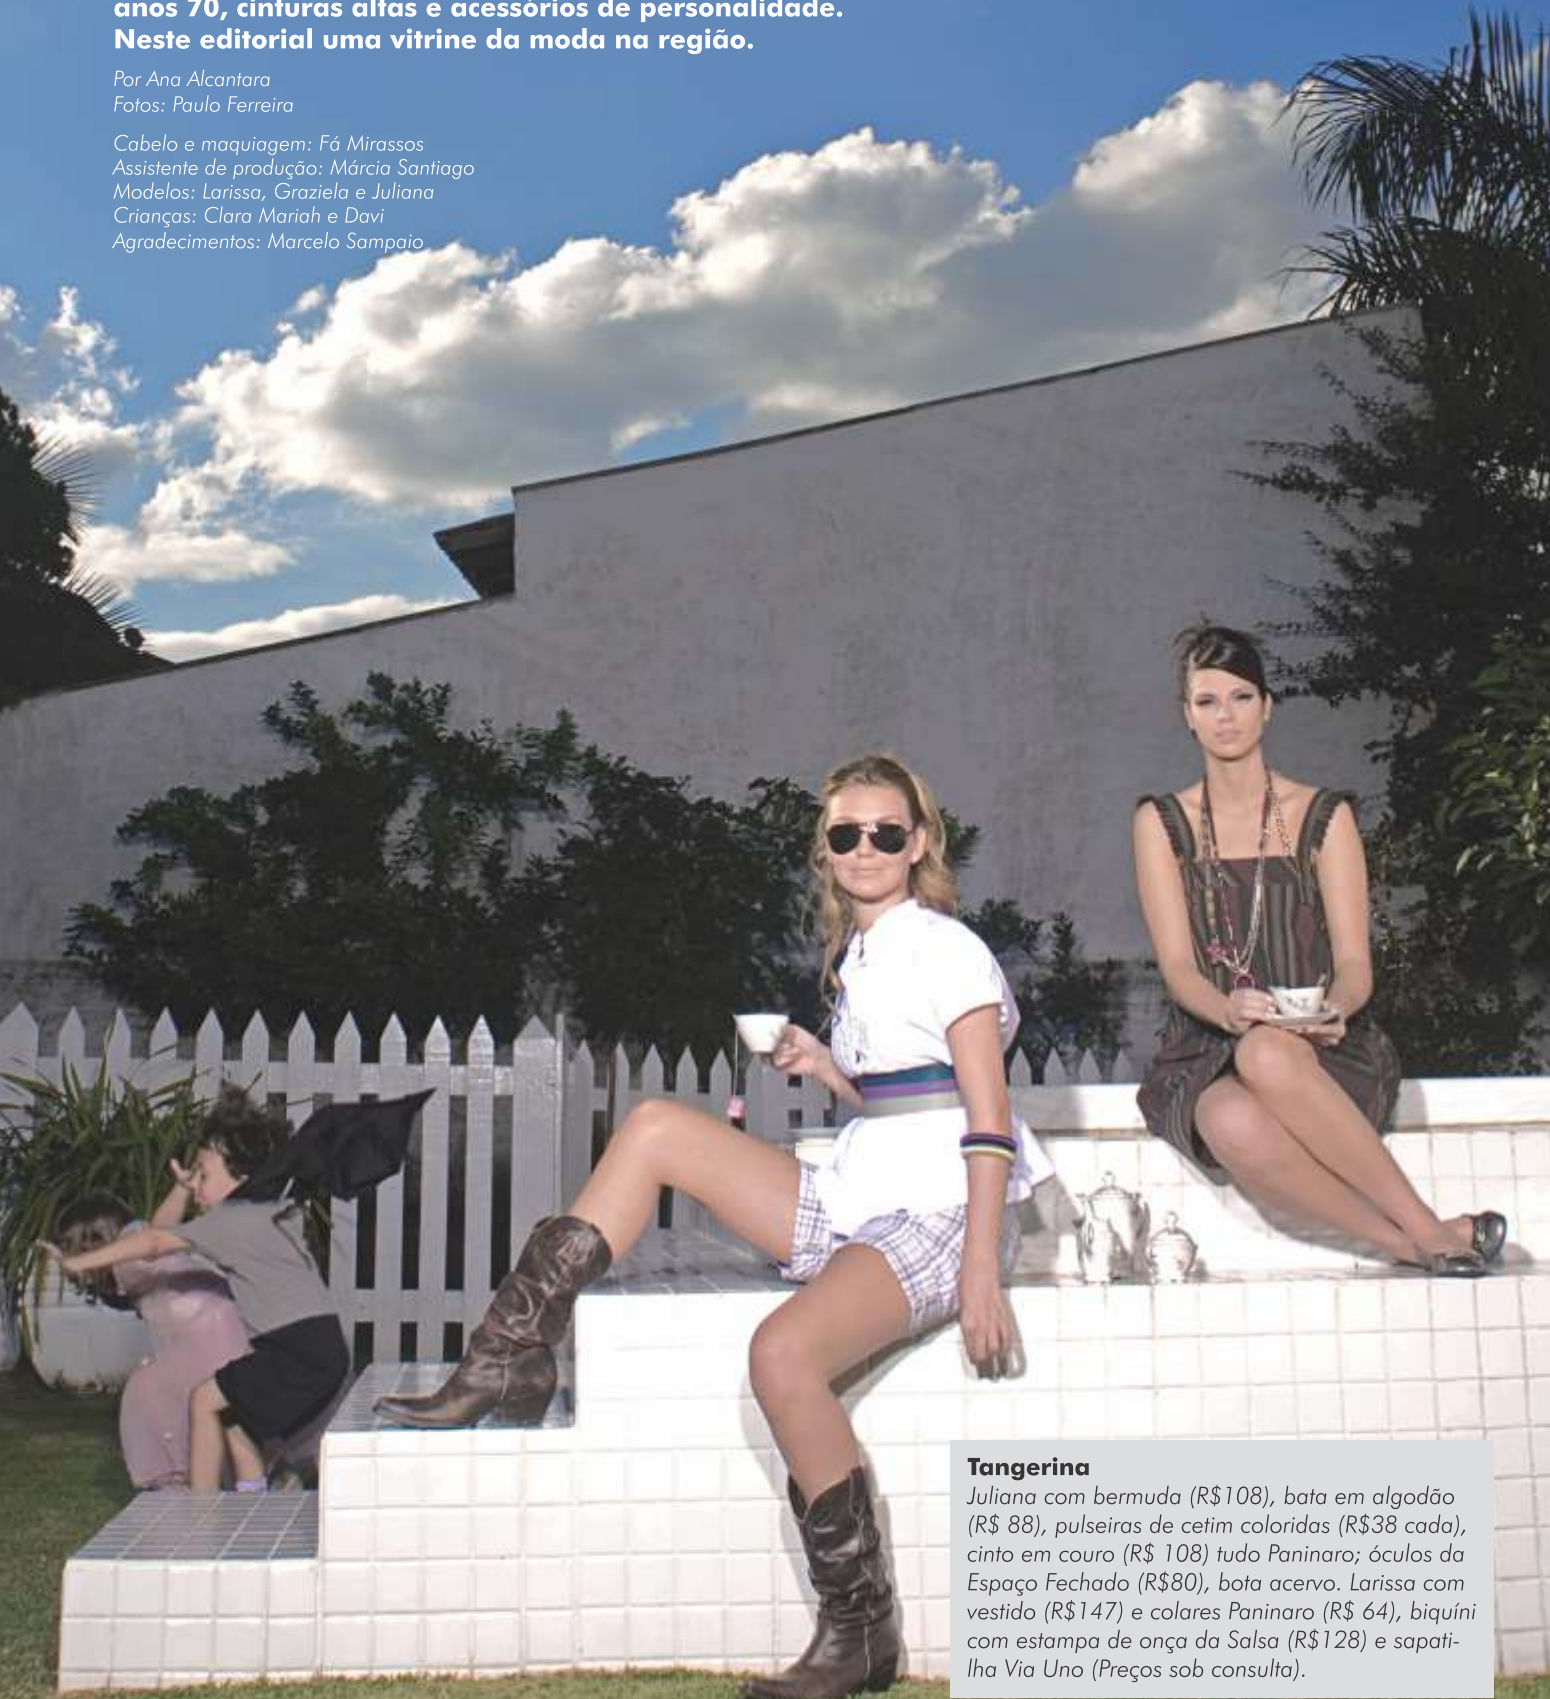 anos 70, cinturas altas e acessórios de personalidade.
Neste editorial uma vitrine da moda na região.
Por Ana Alcantara
Fotos: Paulo Ferreira
Cabelo e maquiagem: Fá Mirassos
Assistente de produção: Márcia Santiago
Modelos: Larissa, Graziela e Juliana
Crianças: Clara Mariah e Davi
Agradecimentos: Marcelo Sampaio
Tangerina
Juliana com bermuda (R$108), bata em algodão
(R$ 88), pulseiras de cetim coloridas (R$38 cada),
cinto em couro (R$ 108) tudo Paninaro; óculos da
Espaço Fechado (R$80), bota acervo. Larissa com
vestido (R$147) e colares Paninaro (R$ 64), biquíni
com estampa de onça da Salsa (R$128) e sapati-
lha Via Uno (Preços sob consulta).